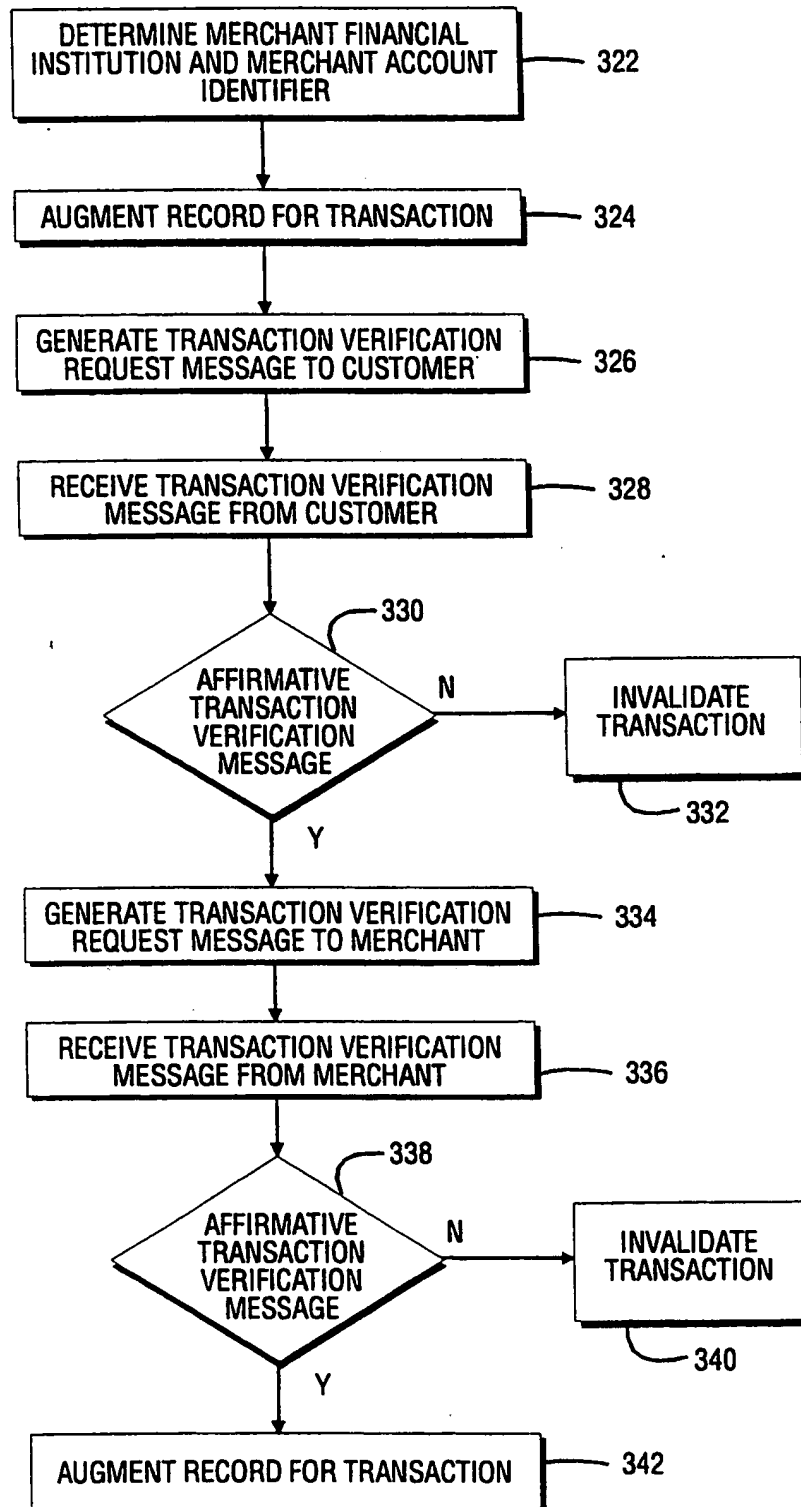 DETERMINE MERCHANT FINANCIAL
INSTITUTION AND MERCHANT ACCOUNT
IDENTIFIER
322
AUGMENT RECORD FOR TRANSACTION
324
GENERATE TRANSACTION VERIFICATION
REQUEST MESSAGE TO CUSTOMER
326
RECEIVE TRANSACTION VERIFICATION
MESSAGE FROM CUSTOMER
328
330
AFFIRMATIVE
TRANSACTION
VERIFICATION
MESSAGE
N
INVALIDATE
TRANSACTION
332
Y
GENERATE TRANSACTION VERIFICATION
REQUEST MESSAGE TO MERCHANT
334
RECEIVE TRANSACTION VERIFICATION
MESSAGE FROM MERCHANT
336
338
AFFIRMATIVE
TRANSACTION
VERIFICATION
MESSAGE
N
INVALIDATE
TRANSACTION
340
Y
AUGMENT RECORD FOR TRANSACTION
342